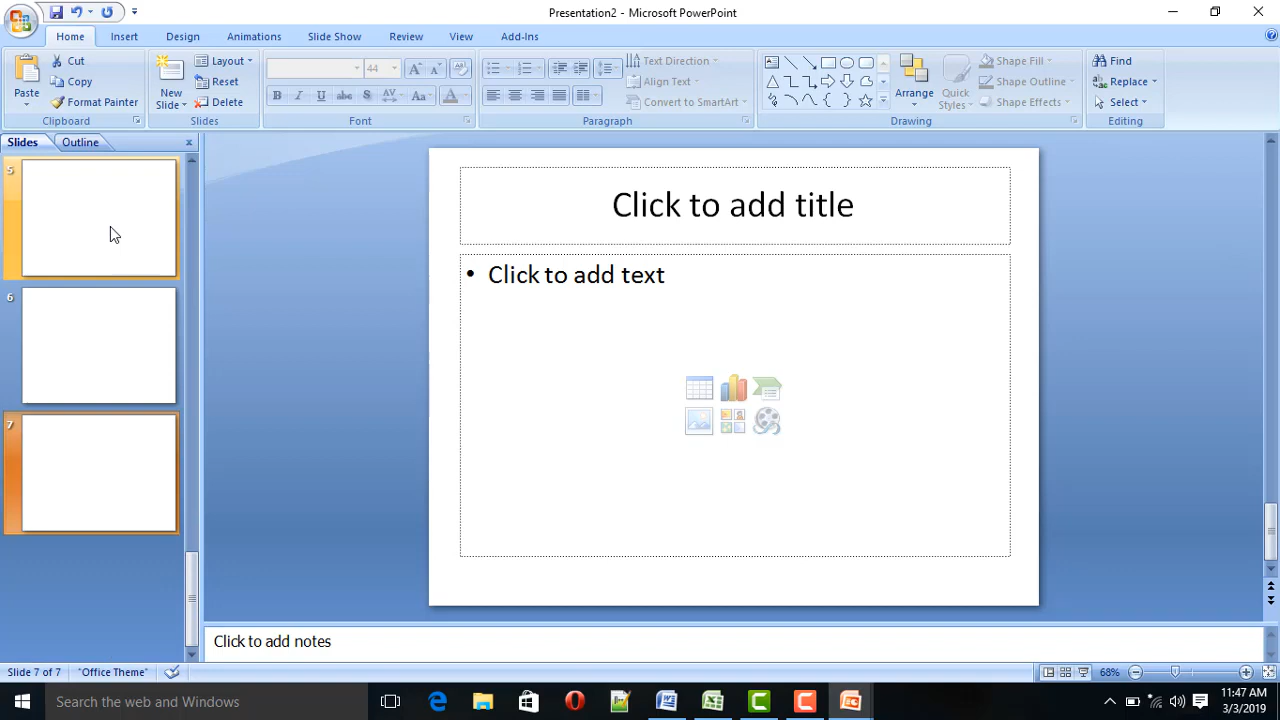 Presentation2 - Microsoft PowerPoint
Home Insert Design Animations Slide Show Review View Add-Ins
Paste
Cut
Copy
Format Painter
Clipboard
New Slide
Layout
Reset
Delete
Slides
44
B I U S AV Aa A
Font
Text Direction
Align Text
Convert to SmartArt
Paragraph
Arrange
Quick Styles
Shape Fill
Shape Outline
Shape Effects
Drawing
Find
Replace
Select
Editing
Slides Outline
5
6
7
Click to add title
• Click to add text
Click to add notes
Slide 7 of 7 "Office Theme" 68%
Search the web and Windows
11:47 AM
3/3/2019